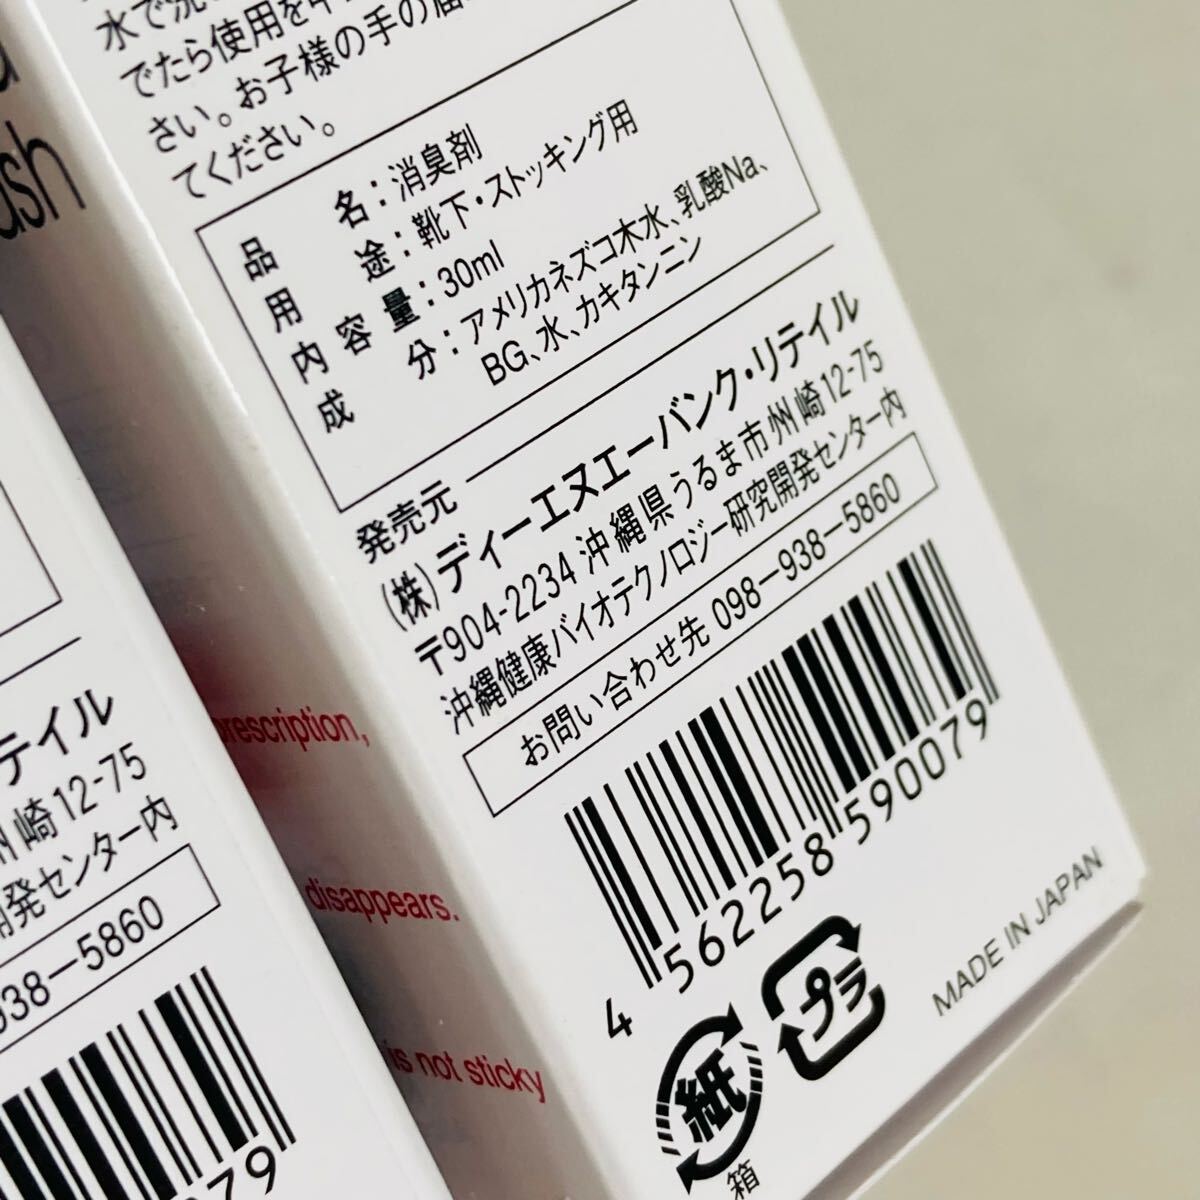 ash
水で洗い
でたら使用を中
さい。お子様の手の届
てください。
品名：消臭剤
用途：靴下・ストッキング用
内容量：30ml
成分：アメリカネズコ木水、乳酸Na、
BG、水、カキタンニン
発売元
(株)ディーエヌエーバンク・リテイル
〒904-2234 沖縄県うるま市州崎12-75
沖縄健康バイオテクノロジー研究開発センター内
お問い合わせ先 098-938-5860
4 562258 590079
MADE IN JAPAN
プラ
紙
箱
prescription,
disappears.
is not sticky
テイル
州崎12-75
開発センター内
938-5860
079